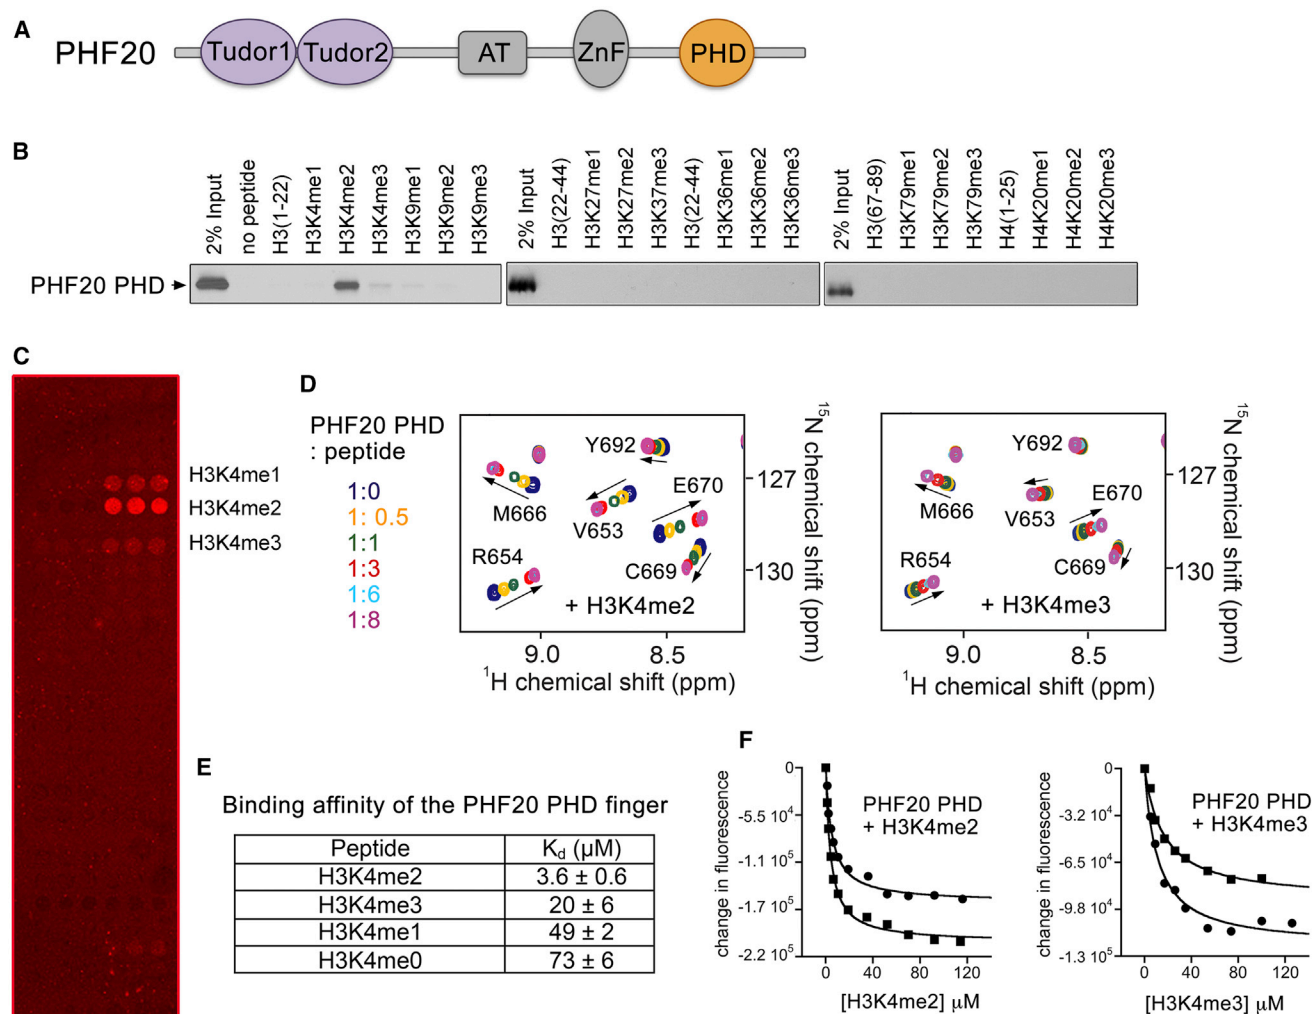 A
PHF20
Tudor1
Tudor2
AT
ZnF
PHD
B
2% Input
no peptide
H3(1-22)
H3K4me1
H3K4me2
H3K4me3
H3K9me1
H3K9me2
H3K9me3
2% Input
H3(22-44)
H3K27me1
H3K27me2
H3K37me3
H3(22-44)
H3K36me1
H3K36me2
H3K36me3
2% Input
H3(67-89)
H3K79me1
H3K79me2
H3K79me3
H4(1-25)
H4K20me1
H4K20me2
H4K20me3
PHF20 PHD
C
H3K4me1
H3K4me2
H3K4me3
D
PHF20 PHD
: peptide
1:0
1: 0.5
1:1
1:3
1:6
1:8
Y692
M666
V653
E670
R654
C669
+ H3K4me2
127
130
9.0 8.5
¹H chemical shift (ppm)
¹⁵N chemical shift (ppm)
Y692
M666
V653
E670
R654
C669
+ H3K4me3
127
130
9.0 8.5
¹H chemical shift (ppm)
¹⁵N chemical shift (ppm)
E
Binding affinity of the PHF20 PHD finger
Peptide K_d (µM)
H3K4me2 3.6 ± 0.6
H3K4me3 20 ± 6
H3K4me1 49 ± 2
H3K4me0 73 ± 6
F
change in fluorescence
0
-5.5 10⁴
-1.1 10⁵
-1.7 10⁵
-2.2 10⁵
PHF20 PHD
+ H3K4me2
0 40 80 120
[H3K4me2] µM
change in fluorescence
0
-3.2 10⁴
-6.5 10⁴
-9.8 10⁴
-1.3 10⁵
PHF20 PHD
+ H3K4me3
0 40 80 120
[H3K4me3] µM